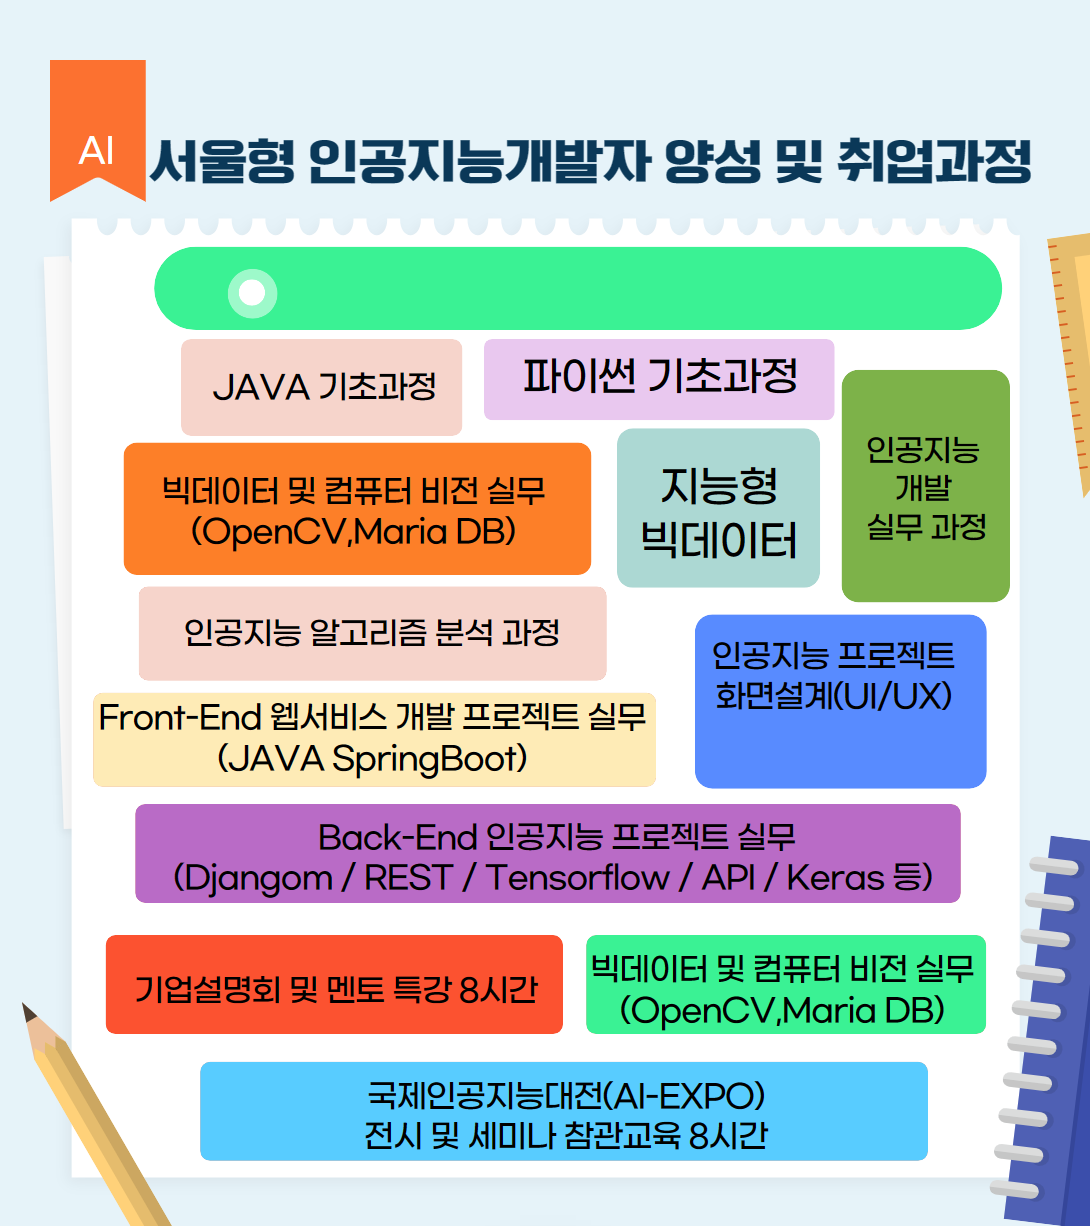 AI
서울형 인공지능개발자 양성 및 취업과정
JAVA 기초과정
파이썬 기초과정
인공지능
개발
실무 과정
빅데이터 및 컴퓨터 비전 실무
(OpenCV,Maria DB)
지능형
빅데이터
인공지능 알고리즘 분석 과정
인공지능 프로젝트
화면설계(UI/UX)
Front-End 웹서비스 개발 프로젝트 실무
(JAVA SpringBoot)
Back-End 인공지능 프로젝트 실무
(Djangom / REST / Tensorflow / API / Keras 등)
기업설명회 및 멘토 특강 8시간
빅데이터 및 컴퓨터 비전 실무
(OpenCV,Maria DB)
국제인공지능대전(AI-EXPO)
전시 및 세미나 참관교육 8시간